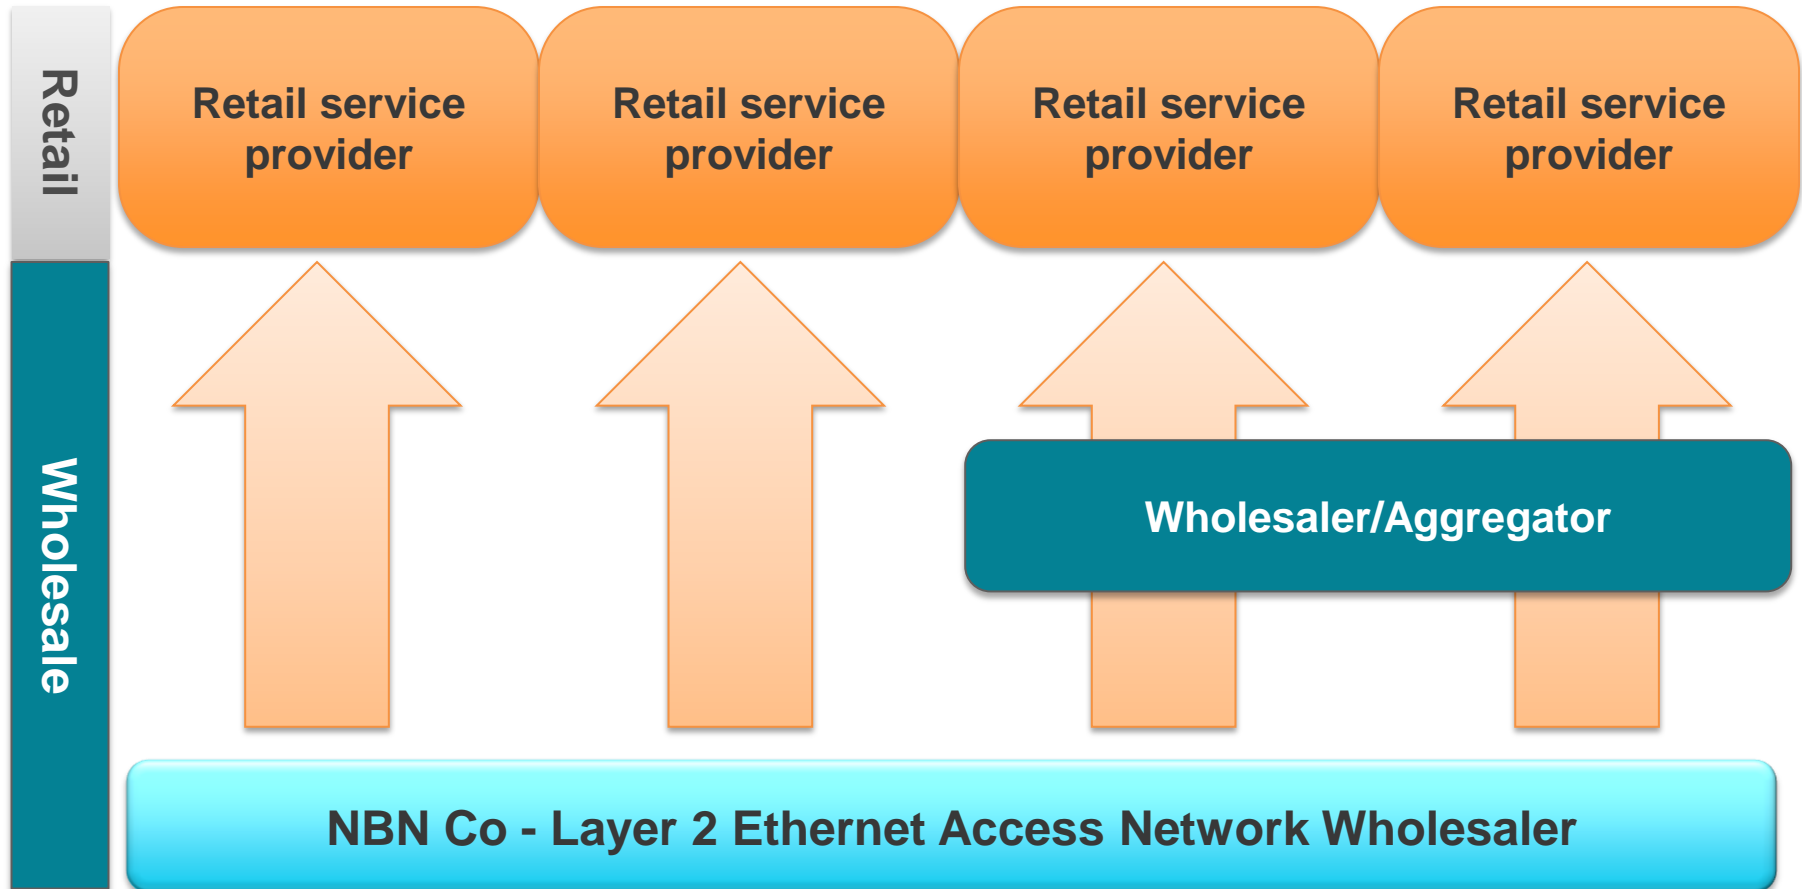 Retail
Retail service
provider
Retail service
provider
Retail service
provider
Retail service
provider
Wholesale
Wholesaler/Aggregator
NBN Co - Layer 2 Ethernet Access Network Wholesaler